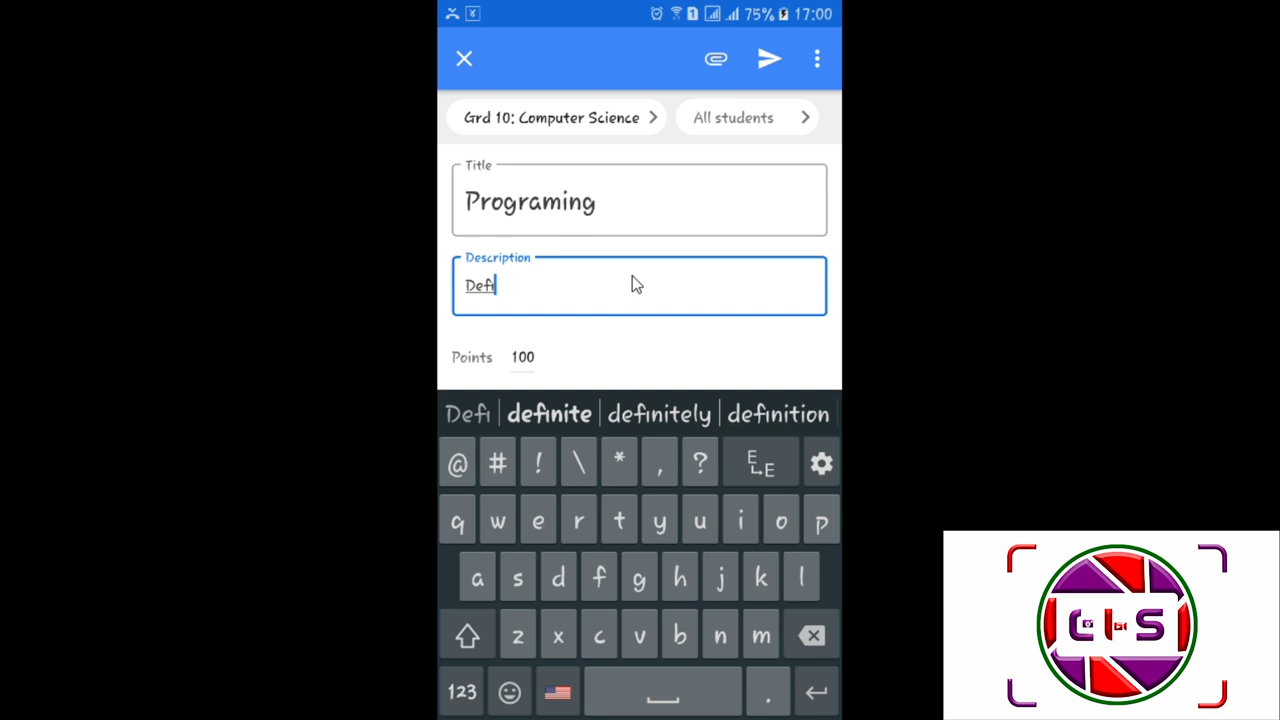 75% 17:00
Grd 10: Computer Science All students
Title
Programing
Description
Defi
Points 100
Defi definite definitely definition
@ # ! \ * , ? E E
q w e r t y u i o p
a s d f g h j k l
z x c v b n m
123 .
CIS